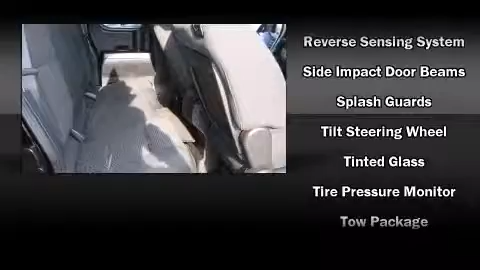 Reverse Sensing System
Side Impact Door Beams
Splash Guards
Tilt Steering Wheel
Tinted Glass
Tire Pressure Monitor
Tow Package